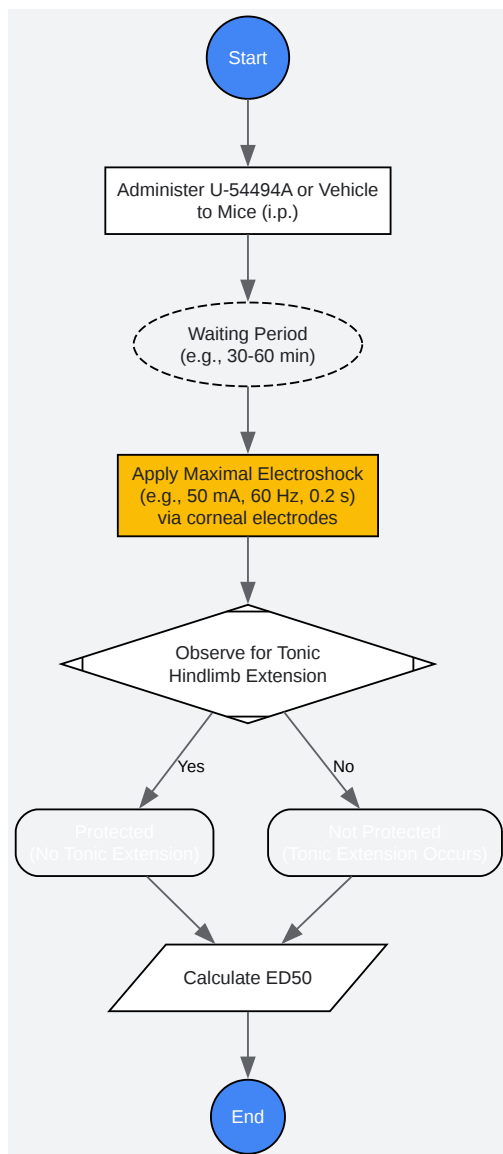 Start
Administer U-54494A or Vehicle
to Mice (i.p.)
Waiting Period
(e.g., 30-60 min)
Apply Maximal Electroshock
(e.g., 50 mA, 60 Hz, 0.2 s)
via corneal electrodes
Observe for Tonic
Hindlimb Extension
Yes
No
Protected
(No Tonic Extension)
Not Protected
(Tonic Extension Occurs)
Calculate ED50
End